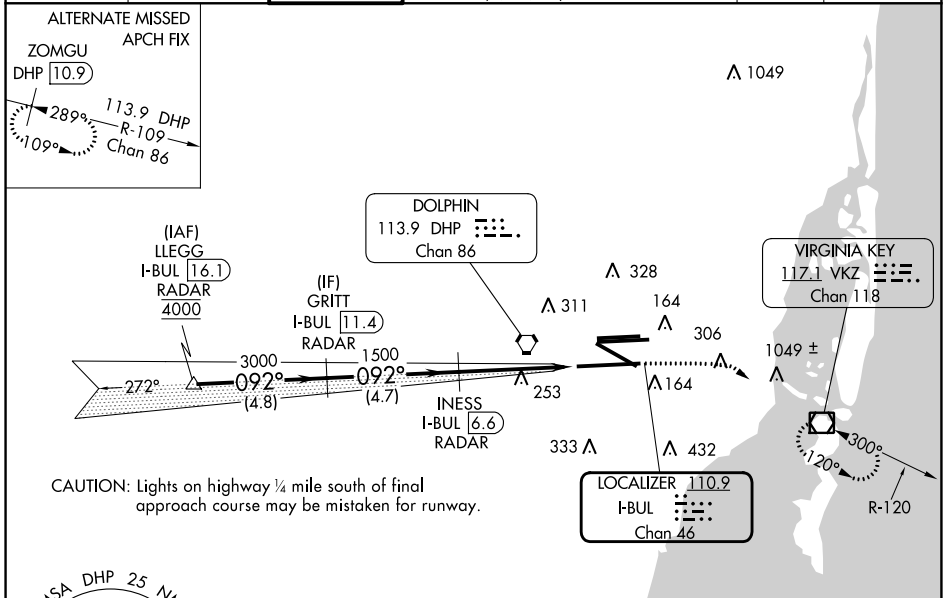 ALTERNATE MISSED
APCH FIX
ZOMGU
DHP 10.9
289°
109°
113.9 DHP
R-109
Chan 86
1049
DOLPHIN
113.9 DHP
Chan 86
VIRGINIA KEY
117.1 VKZ
Chan 118
(IAF)
LLEGG
I-BUL 16.1
RADAR
4000
(IF)
GRITT
I-BUL 11.4
RADAR
328
311
164
306
1049 ±
272°
3000
092°
(4.8)
1500
092°
(4.7)
253
164
INESS
I-BUL 6.6
RADAR
333
432
300°
120°
R-120
LOCALIZER 110.9
I-BUL
Chan 46
CAUTION: Lights on highway ¼ mile south of final
approach course may be mistaken for runway.
DHP 25